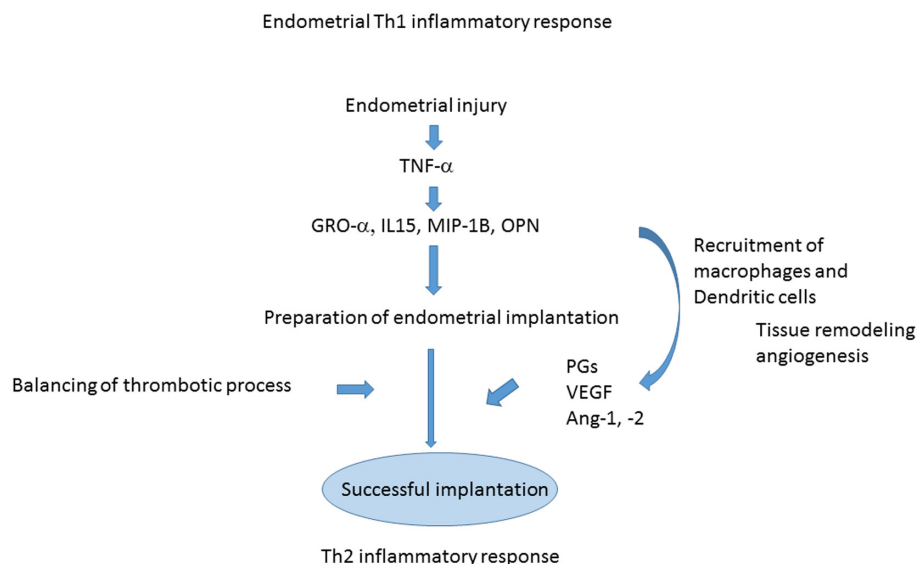 Endometrial Th1 inflammatory response
Endometrial injury
TNF-α
GRO-α, IL15, MIP-1B, OPN
Recruitment of
macrophages and
Dendritic cells
Preparation of endometrial implantation
Tissue remodeling
angiogenesis
Balancing of thrombotic process
PGs
VEGF
Ang-1, -2
Successful implantation
Th2 inflammatory response